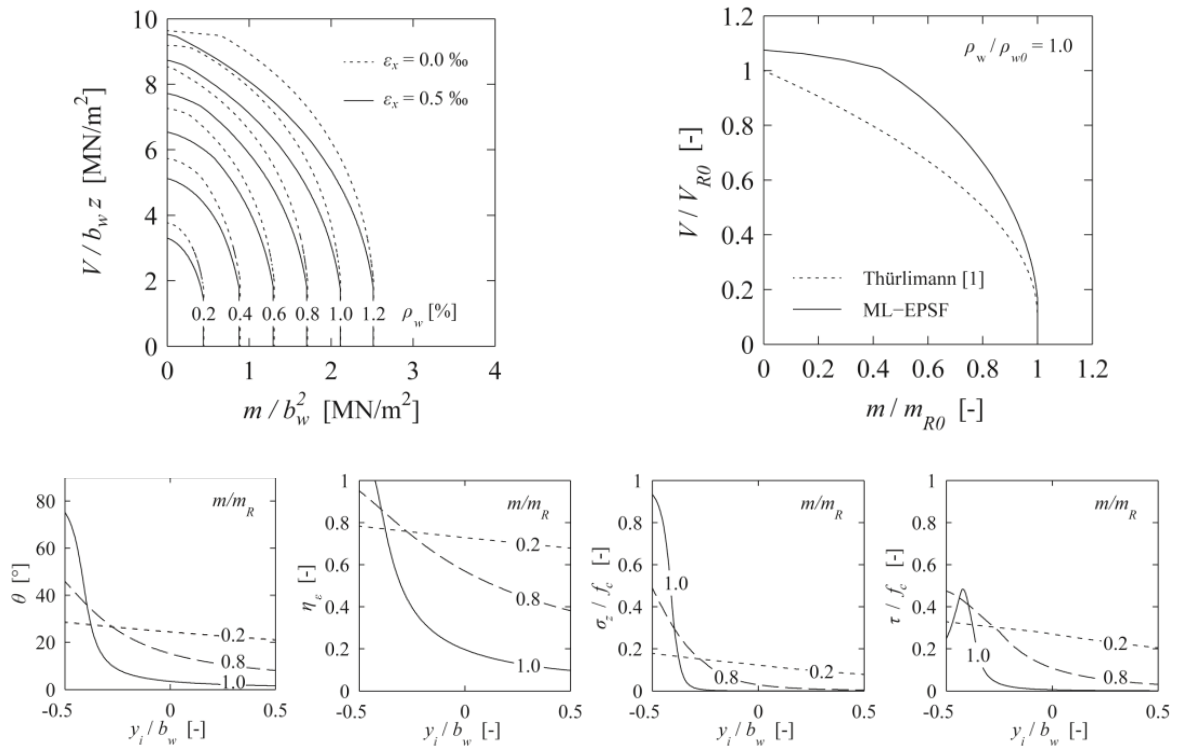 10
8
6
4
2
0
V / b_w z [MN/m²]
ε_x = 0.0 ‰
ε_x = 0.5 ‰
0.2 0.4 0.6 0.8 1.0 1.2 ρ_w [%]
0 1 2 3 4
m / b_w² [MN/m²]
1.2
1
0.8
0.6
0.4
0.2
0
V / V_R0 [-]
ρ_w / ρ_w0 = 1.0
Thürlimann [1]
ML−EPSF
0 0.2 0.4 0.6 0.8 1 1.2
m / m_R0 [-]
80
60
40
20
0
θ [°]
m/m_R
0.2
0.8
1.0
-0.5 0 0.5
y_i / b_w [-]
1
0.8
0.6
0.4
0.2
0
η_ε [-]
m/m_R
0.2
0.8
1.0
-0.5 0 0.5
y_i / b_w [-]
1
0.8
0.6
0.4
0.2
0
σ_z / f_c [-]
m/m_R
1.0
0.2
0.8
-0.5 0 0.5
y_i / b_w [-]
1
0.8
0.6
0.4
0.2
0
τ / f_c [-]
m/m_R
0.2
1.0
0.8
-0.5 0 0.5
y_i / b_w [-]